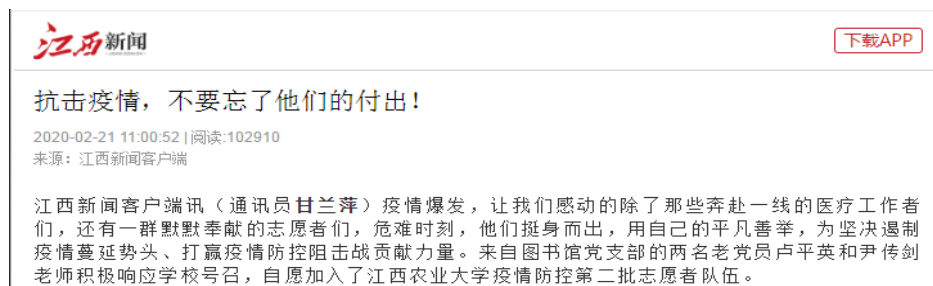 江西新闻
下载APP
抗击疫情，不要忘了他们的付出！
2020-02-21 11:00:52 | 阅读:102910
来源：江西新闻客户端
江西新闻客户端讯（通讯员甘兰萍）疫情爆发，让我们感动的除了那些奔赴一线的医疗工作者
们，还有一群默默奉献的志愿者们，危难时刻，他们挺身而出，用自己的平凡善举，为坚决遏制
疫情蔓延势头、打赢疫情防控阻击战贡献力量。来自图书馆党支部的两名老党员卢平英和尹传剑
老师积极响应学校号召，自愿加入了江西农业大学疫情防控第二批志愿者队伍。